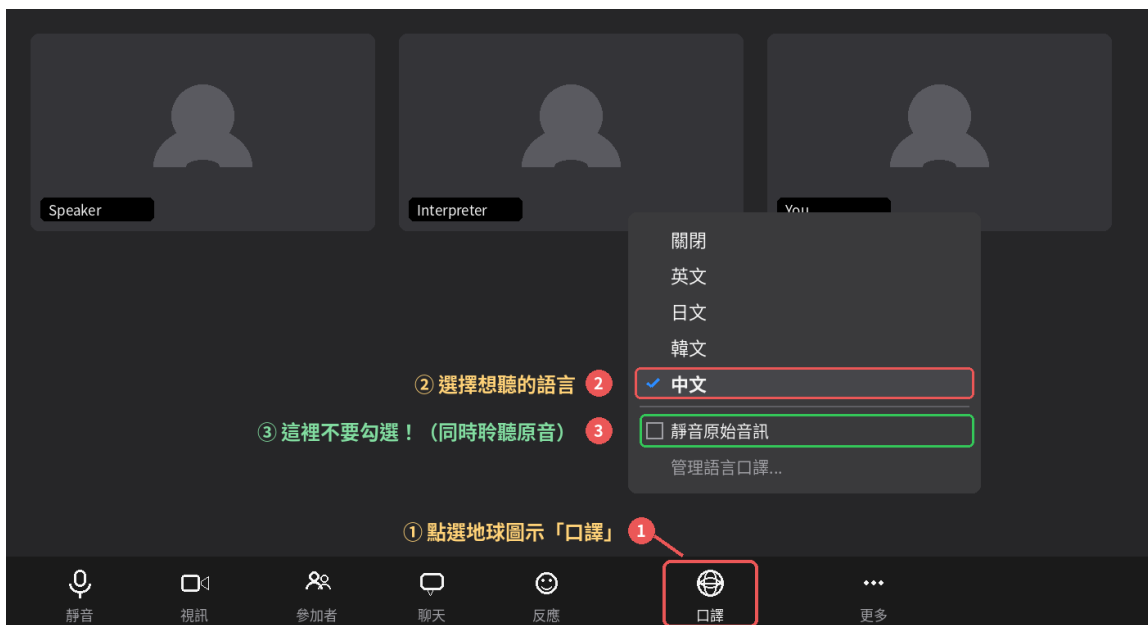 Speaker
Interpreter
You
關閉
英文
日文
韓文
② 選擇想聽的語言 2
中文
③ 這裡不要勾選！（同時聆聽原音） 3
靜音原始音訊
管理語言口譯...
① 點選地球圖示「口譯」 1
靜音
視訊
參加者
聊天
反應
口譯
更多